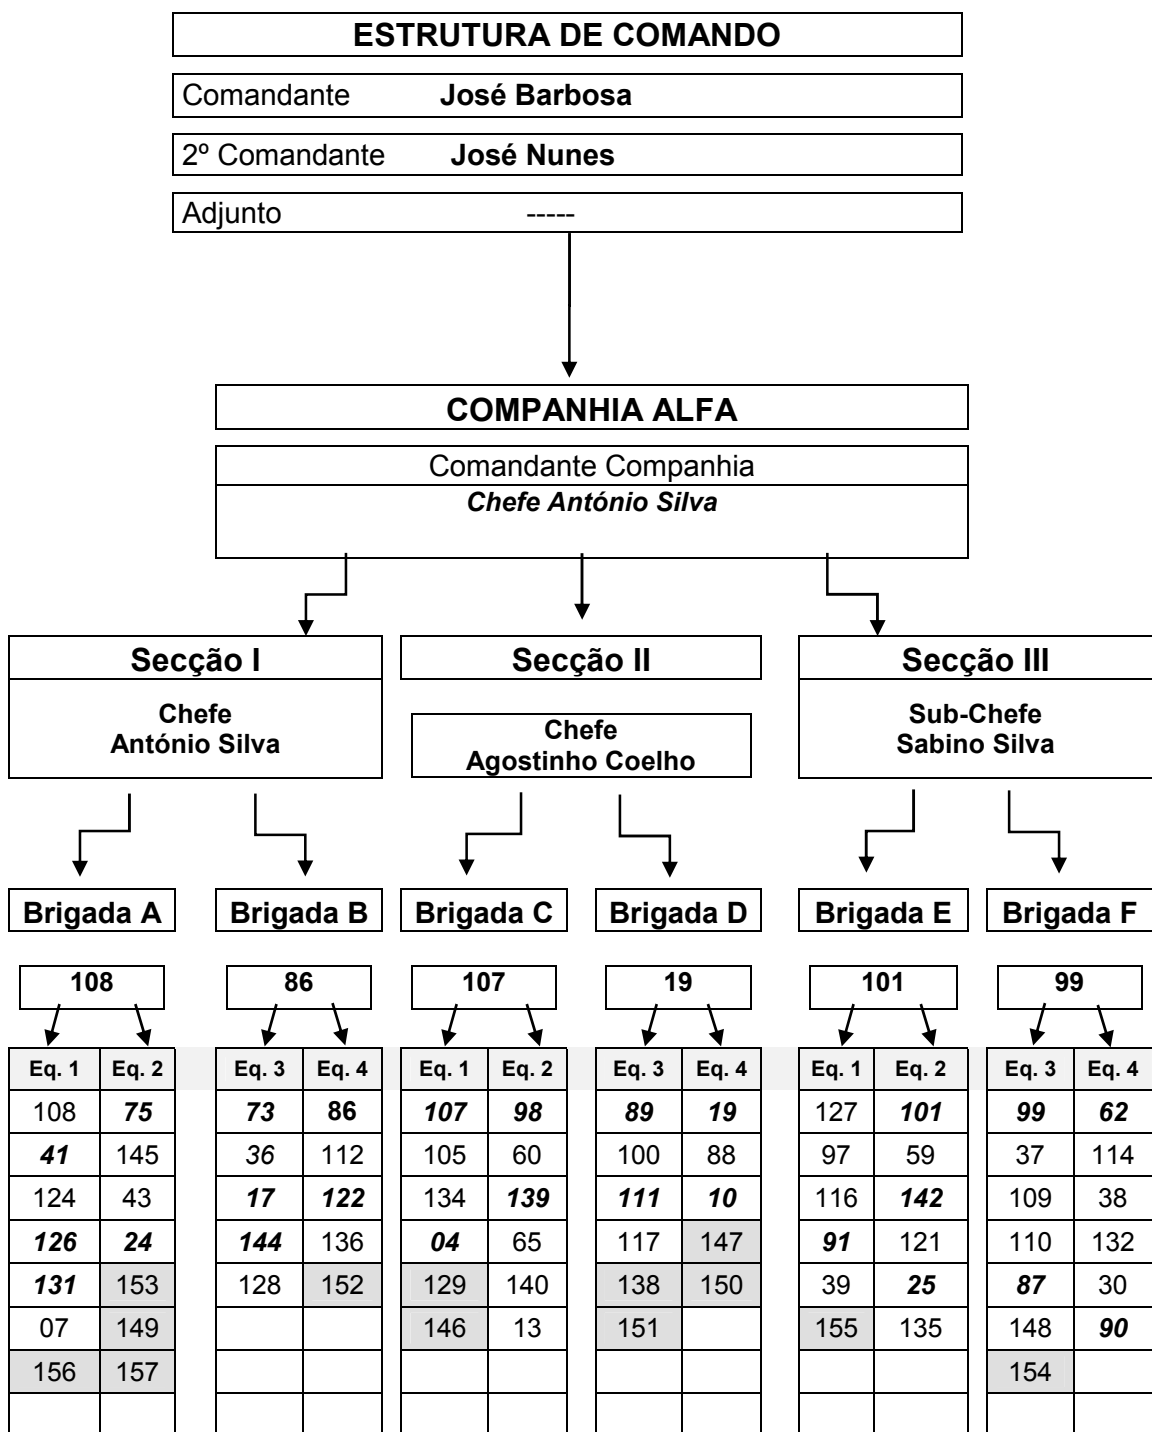 ESTRUTURA DE COMANDO
Comandante José Barbosa
2º Comandante José Nunes
Adjunto -----
COMPANHIA ALFA
Comandante Companhia
Chefe António Silva
Secção I Secção II Secção III
Chefe
António Silva
Chefe
Agostinho Coelho
Sub-Chefe
Sabino Silva
Brigada A Brigada B Brigada C Brigada D Brigada E Brigada F
108 86 107 19 101 99
Eq. 1 Eq. 2 Eq. 3 Eq. 4 Eq. 1 Eq. 2 Eq. 3 Eq. 4 Eq. 1 Eq. 2 Eq. 3 Eq. 4
108 75 73 86 107 98 89 19 127 101 99 62
41 145 36 112 105 60 100 88 97 59 37 114
124 43 17 122 134 139 111 10 116 142 109 38
126 24 144 136 04 65 117 147 91 121 110 132
131 153 128 152 129 140 138 150 39 25 87 30
07 149 146 13 151 155 135 148 90
156 157 154